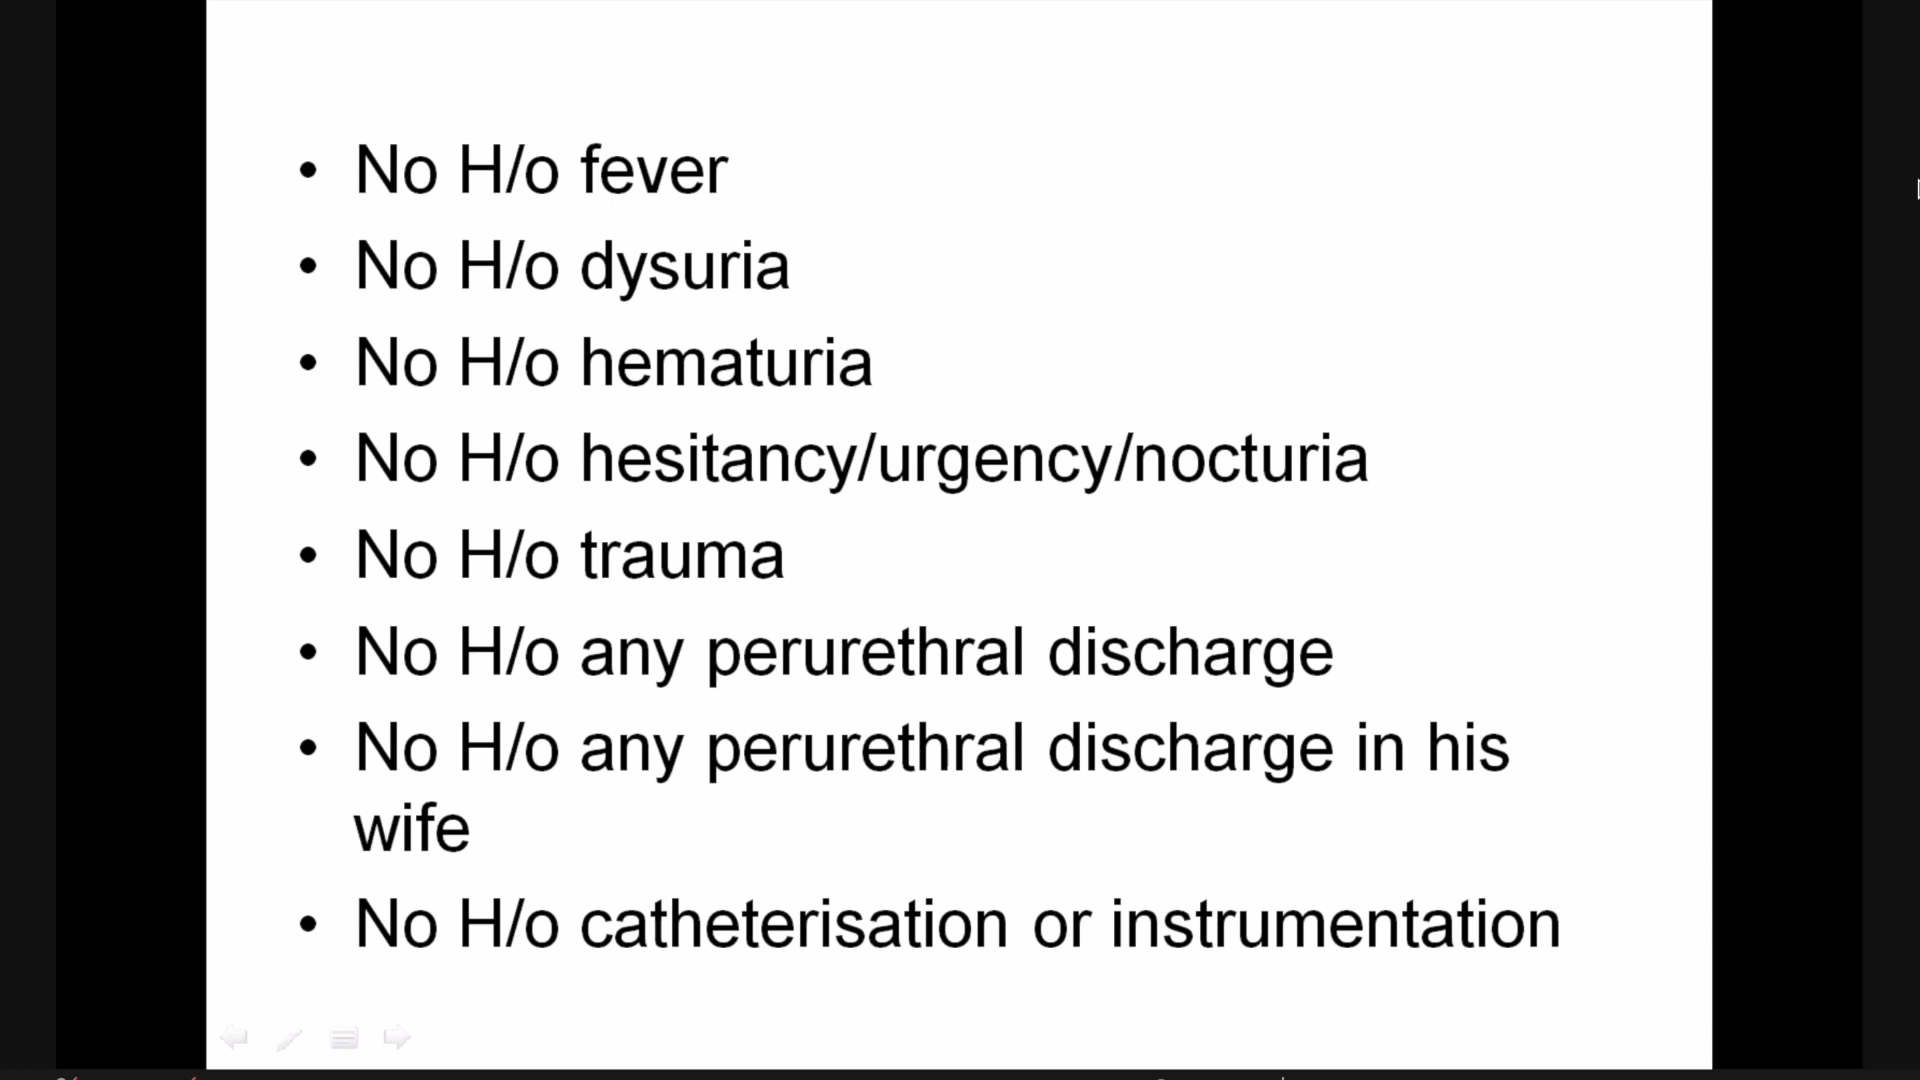 • No H/o fever
• No H/o dysuria
• No H/o hematuria
• No H/o hesitancy/urgency/nocturia
• No H/o trauma
• No H/o any perurethral discharge
• No H/o any perurethral discharge in his
wife
• No H/o catheterisation or instrumentation